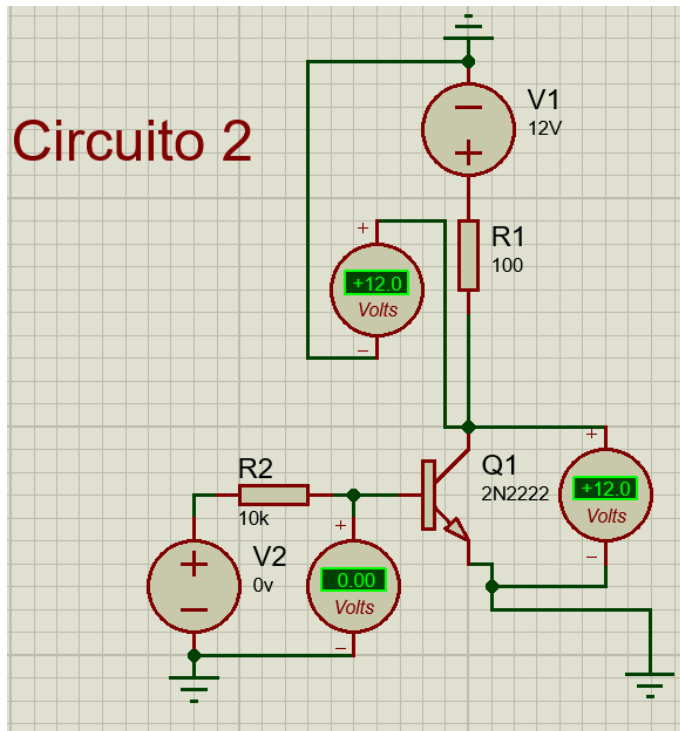 Circuito 2
V1
12V
+
R1
100
+12.0
Volts
Q1
2N2222
+
+12.0
Volts
R2
10k
V2
0v
+
0.00
Volts